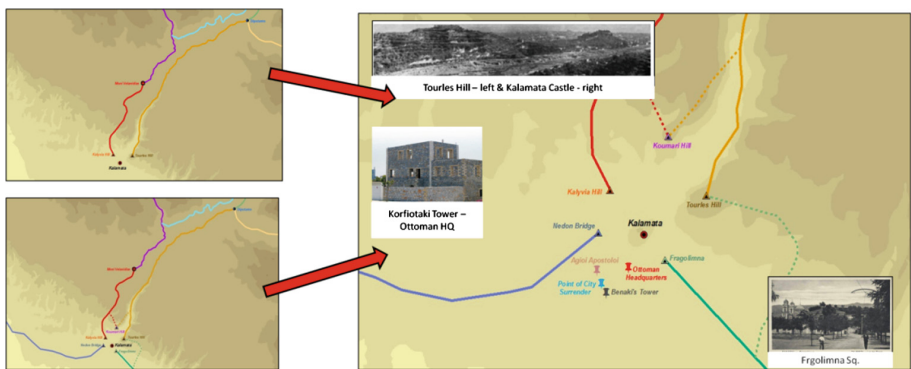 Kalamata
Kalamata
Tourles Hill – left & Kalamata Castle - right
Korfiotaki Tower –
Ottoman HQ
Koumari Hill
Kalyvia Hill
Tourles Hill
Nedon Bridge
Kalamata
Agioi Apostoloi
Fragolimna
Ottoman
Headquarters
Point of City
Surrender
Benaki's Tower
Frgolimna Sq.